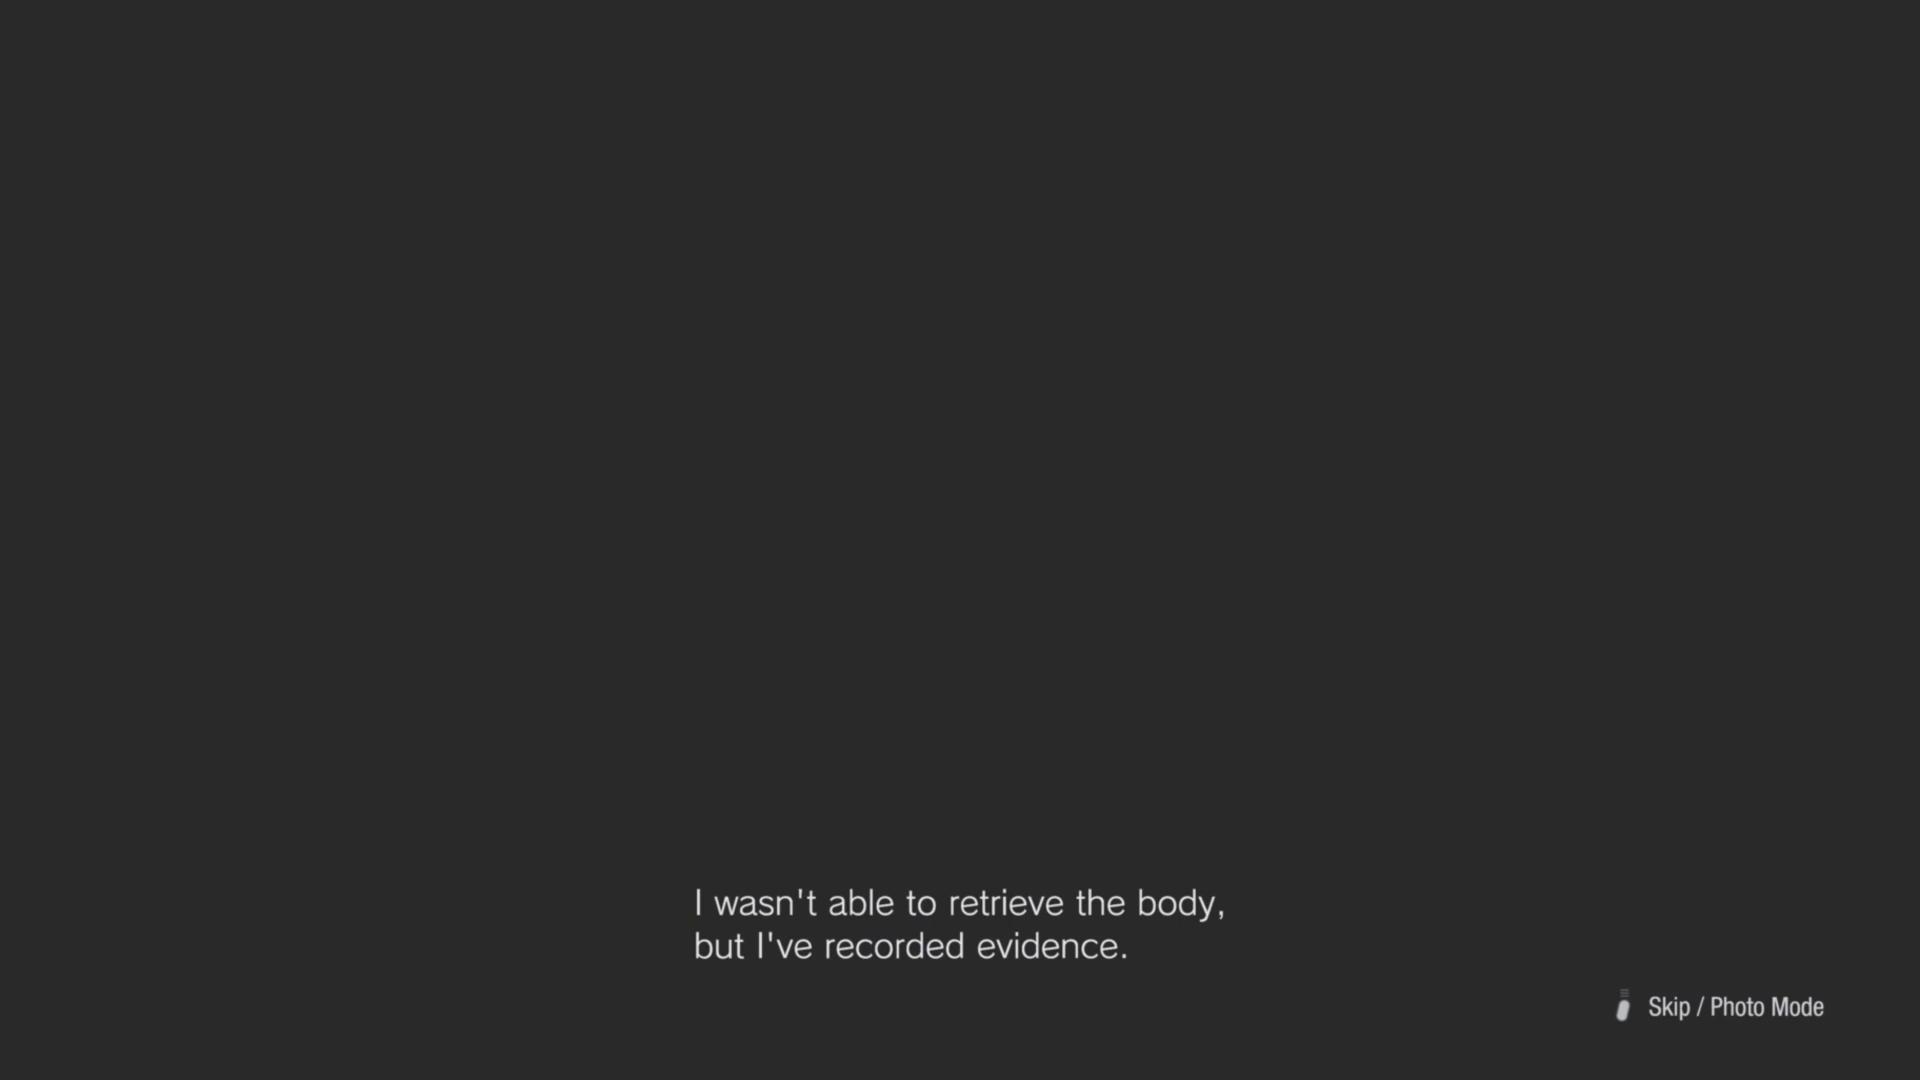 I wasn't able to retrieve the body,
but I've recorded evidence.
Skip / Photo Mode